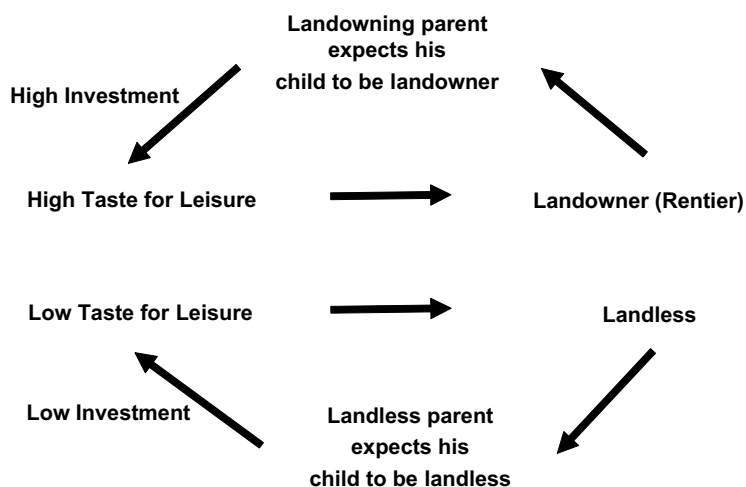 Landowning parent
expects his
child to be landowner
High Investment
High Taste for Leisure
Landowner (Rentier)
Low Taste for Leisure
Landless
Low Investment
Landless parent
expects his
child to be landless